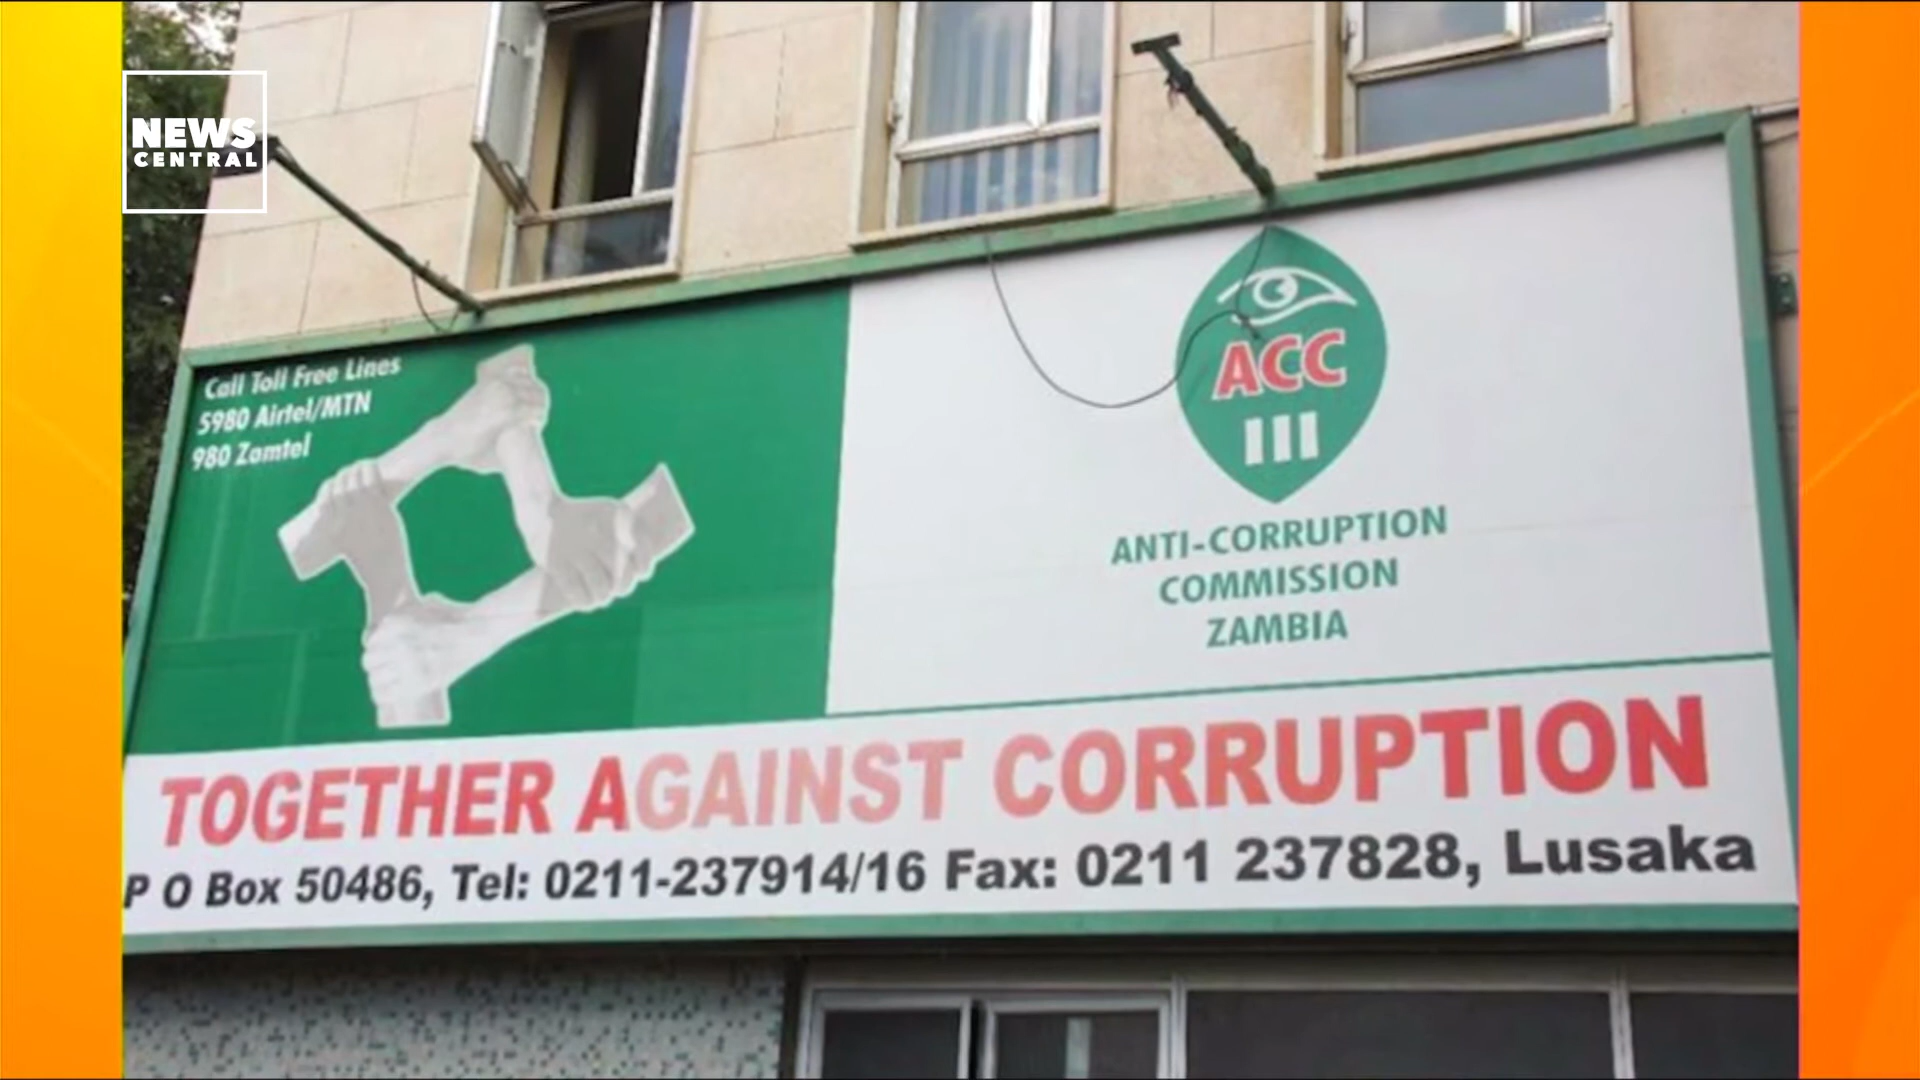 NEWS
CENTRAL
Call Toll Free Lines
5980 Airtel/MTN
980 Zamtel
ACC
ANTI-CORRUPTION
COMMISSION
ZAMBIA
TOGETHER AGAINST CORRUPTION
P O Box 50486, Tel: 0211-237914/16 Fax: 0211 237828, Lusaka